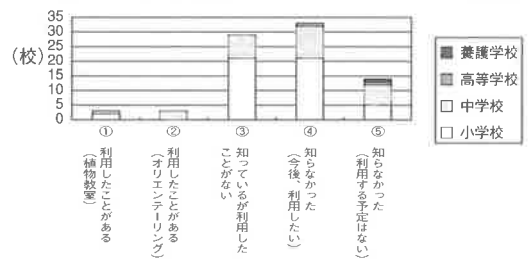 35
30
25
20
15
10
5
0
(校)
①
利用したことがある
(植物教室)
②
利用したことがある
(オリエンテーリング)
③
知っているが利用した
ことがない
④
知らなかった
(今後、利用したい)
⑤
知らなかった
(利用する予定はない)
養護学校
高等学校
中学校
小学校